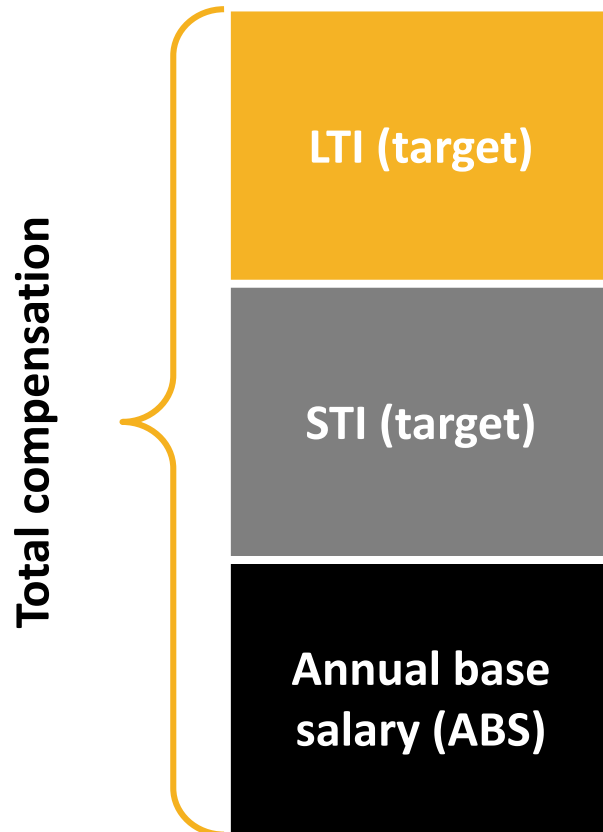 Total compensation
LTI (target)
STI (target)
Annual base
salary (ABS)